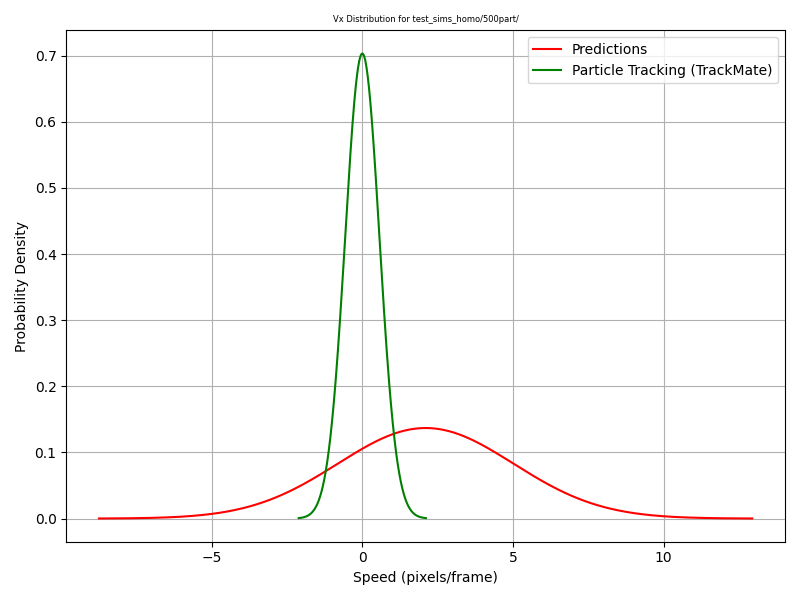 Vx Distribution for test_sims_homo/500part/
Predictions
Particle Tracking (TrackMate)
Probability Density
0.7
0.6
0.5
0.4
0.3
0.2
0.1
0.0
−5
0
5
10
Speed (pixels/frame)